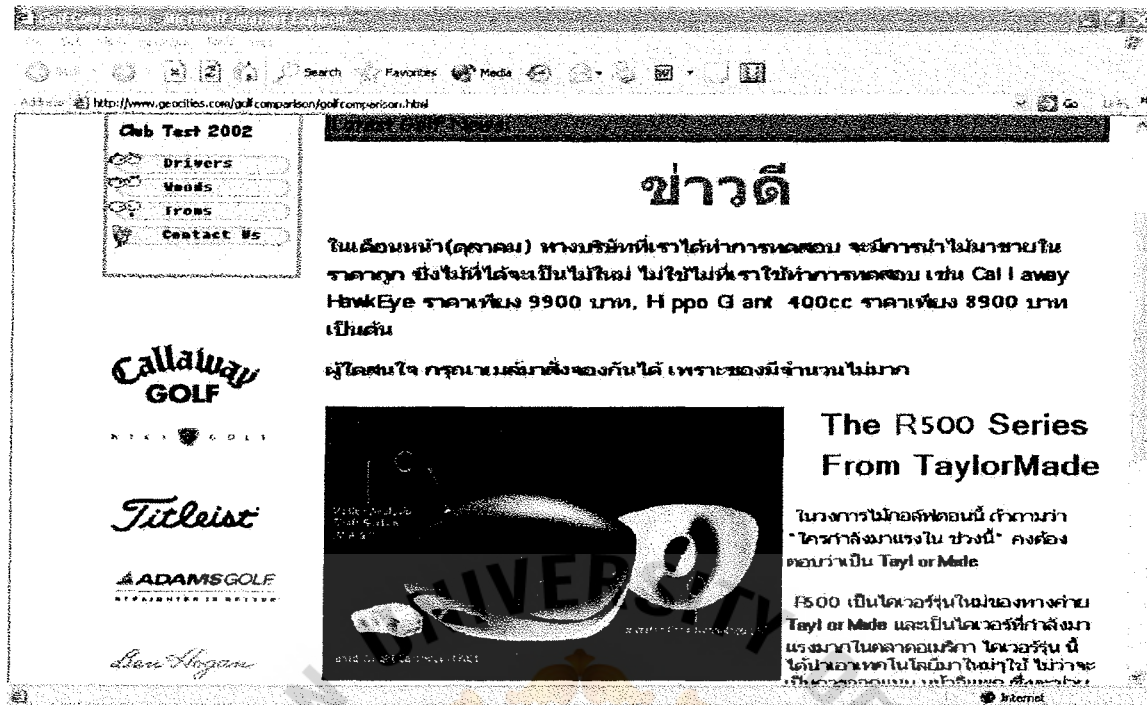 Golf Comparison - Microsoft Internet Explorer
Search Favorites Media
Address http://www.geocities.com/golfcomparison/golfcomparison.html Go
Club Test 2002
Drivers
Woods
Irons
Contact Us
Latest Golf News!
ข่าวดี
ในเดือนหน้า(ตุลาคม) ทางบริษัทที่เราได้ทำการทดสอบ จะมีการนำไม้มาขายใน
ราคาถูก ซึ่งไม้ที่ได้จะเป็นไม้ใหม่ ไม่ใช่ไม้ที่เราใช้ทำการทดสอบ เช่น Callaway
HawkEye ราคาเพียง 9900 บาท, Hippo Giant 400cc ราคาเพียง 8900 บาท
เป็นต้น
ผู้ใดสนใจ กรุณาเมล์มาสั่งจองกันได้ เพราะของมีจำนวนไม่มาก
Callaway
GOLF
NIKE GOLF
Titleist
ADAMS GOLF
Ben Hogan
The R500 Series
From TaylorMade
ในวงการไม้กอล์ฟตอนนี้ ถ้าถามว่า
"ใครกำลังมาแรงใน ช่วงนี้" คงต้อง
ตอบว่าเป็น TaylorMade
R500 เป็นไดเวอร์รุ่นใหม่ของทางค่าย
TaylorMade และเป็นไดเวอร์ที่กำลังมา
แรงมากในตลาดอเมริกา ไดเวอร์รุ่น นี้
ได้นำเอาเทคโนโลยีมาใหม่ๆใช้ ไม่ว่าจะ
UNIVERSITY
Internet